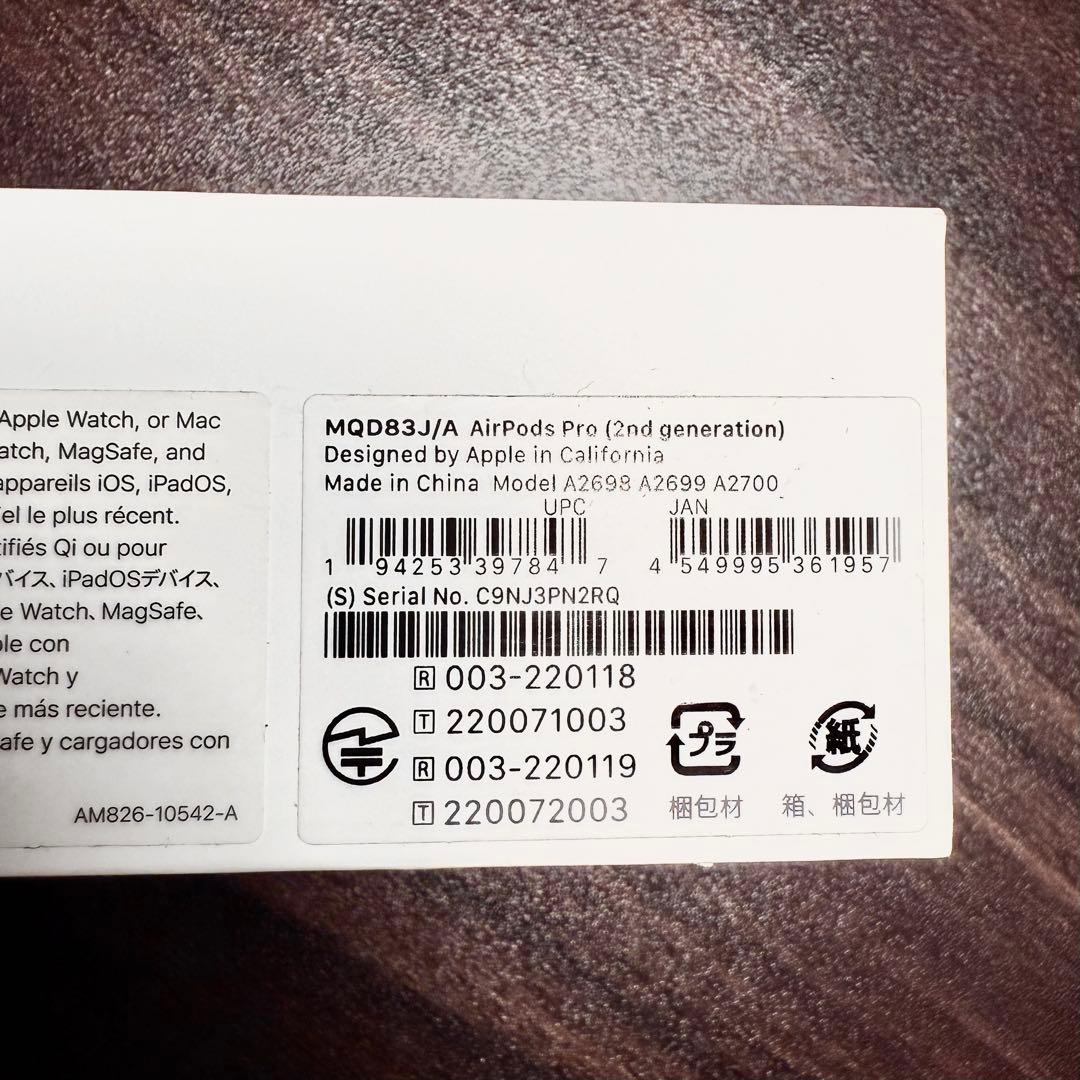 Apple Watch, or Mac
atch, MagSafe, and
appareils iOS, iPadOS,
iel le plus récent.
tifiés Qi ou pour
バイス、iPadOSデバイス、
e Watch、MagSafe、
ble con
Watch y
e más reciente.
afe y cargadores con
AM826-10542-A
MQD83J/A AirPods Pro (2nd generation)
Designed by Apple in California
Made in China Model A2698 A2699 A2700
UPC JAN
1 94253 39784 7 4 549995 361957
(S) Serial No. C9NJ3PN2RQ
R 003-220118
T 220071003
R 003-220119
T 220072003
プラ 紙
梱包材 箱、梱包材